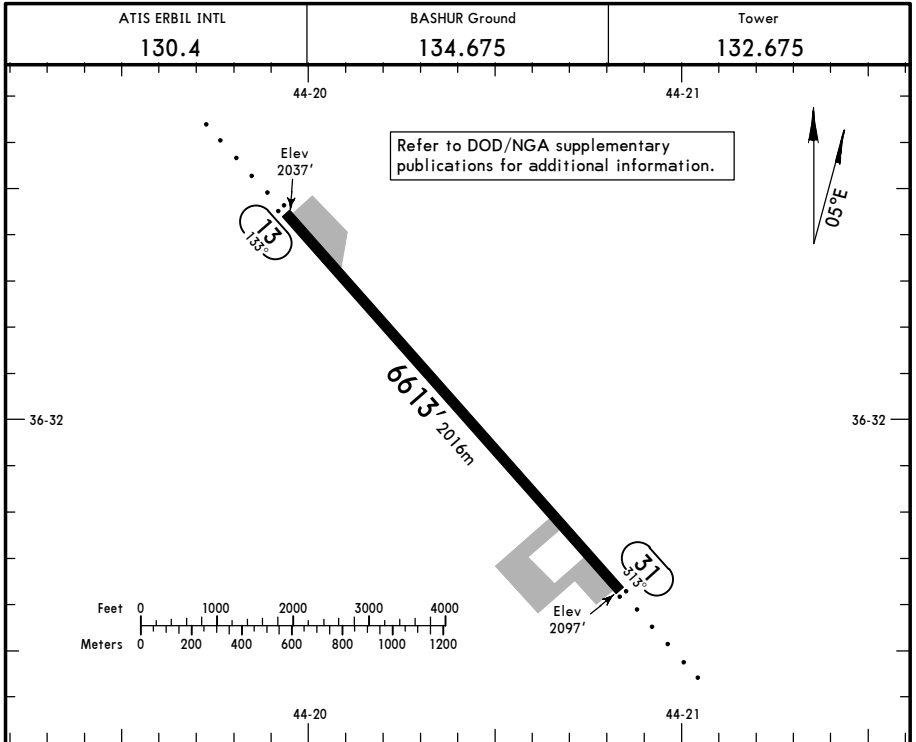 ATIS ERBIL INTL
130.4
BASHUR Ground
134.675
Tower
132.675
44-20
44-21
Refer to DOD/NGA supplementary
publications for additional information.
05°E
Elev
2037'
13
133°
36-32
36-32
6613' 2016m
31
313°
Elev
2097'
Feet 0 1000 2000 3000 4000
Meters 0 200 400 600 800 1000 1200
44-20
44-21